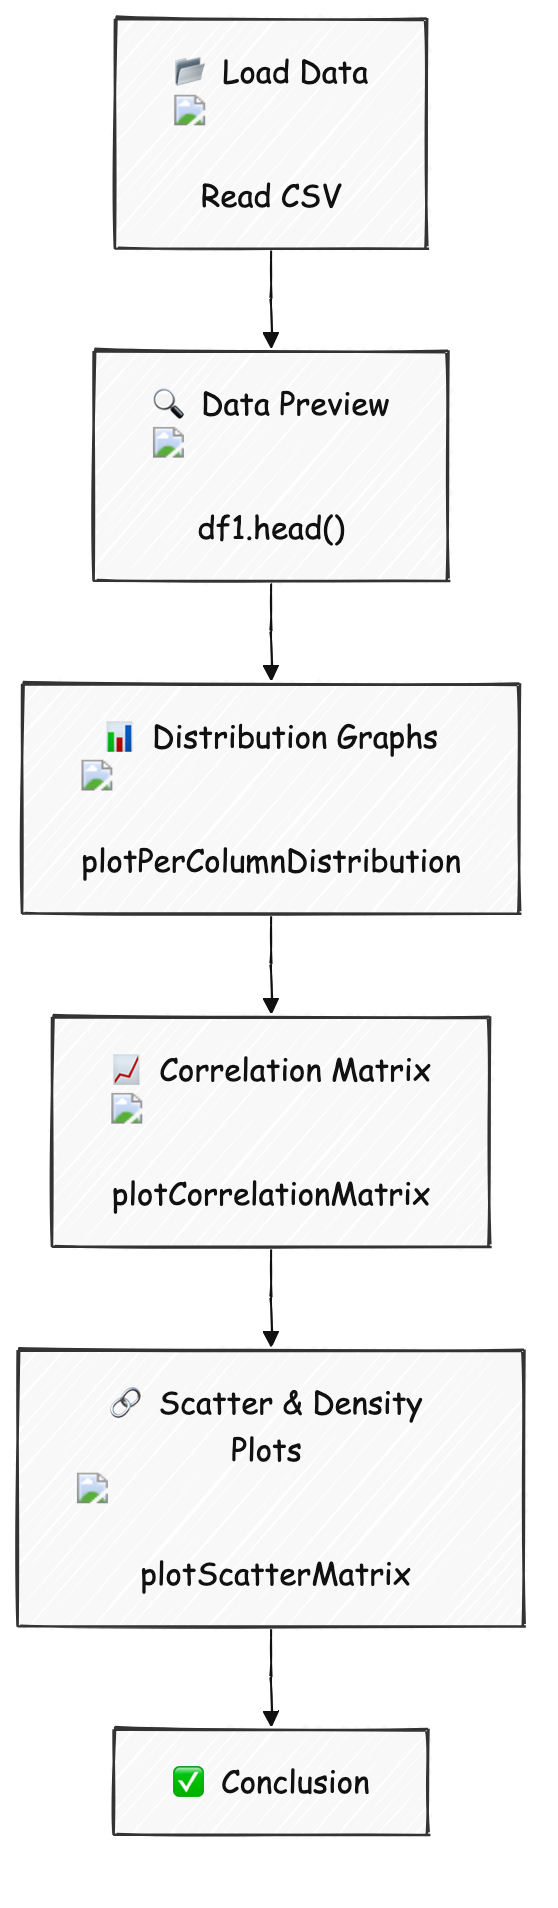 Load Data
Read CSV
Data Preview
df1.head()
Distribution Graphs
plotPerColumnDistribution
Correlation Matrix
plotCorrelationMatrix
Scatter & Density
Plots
plotScatterMatrix
Conclusion